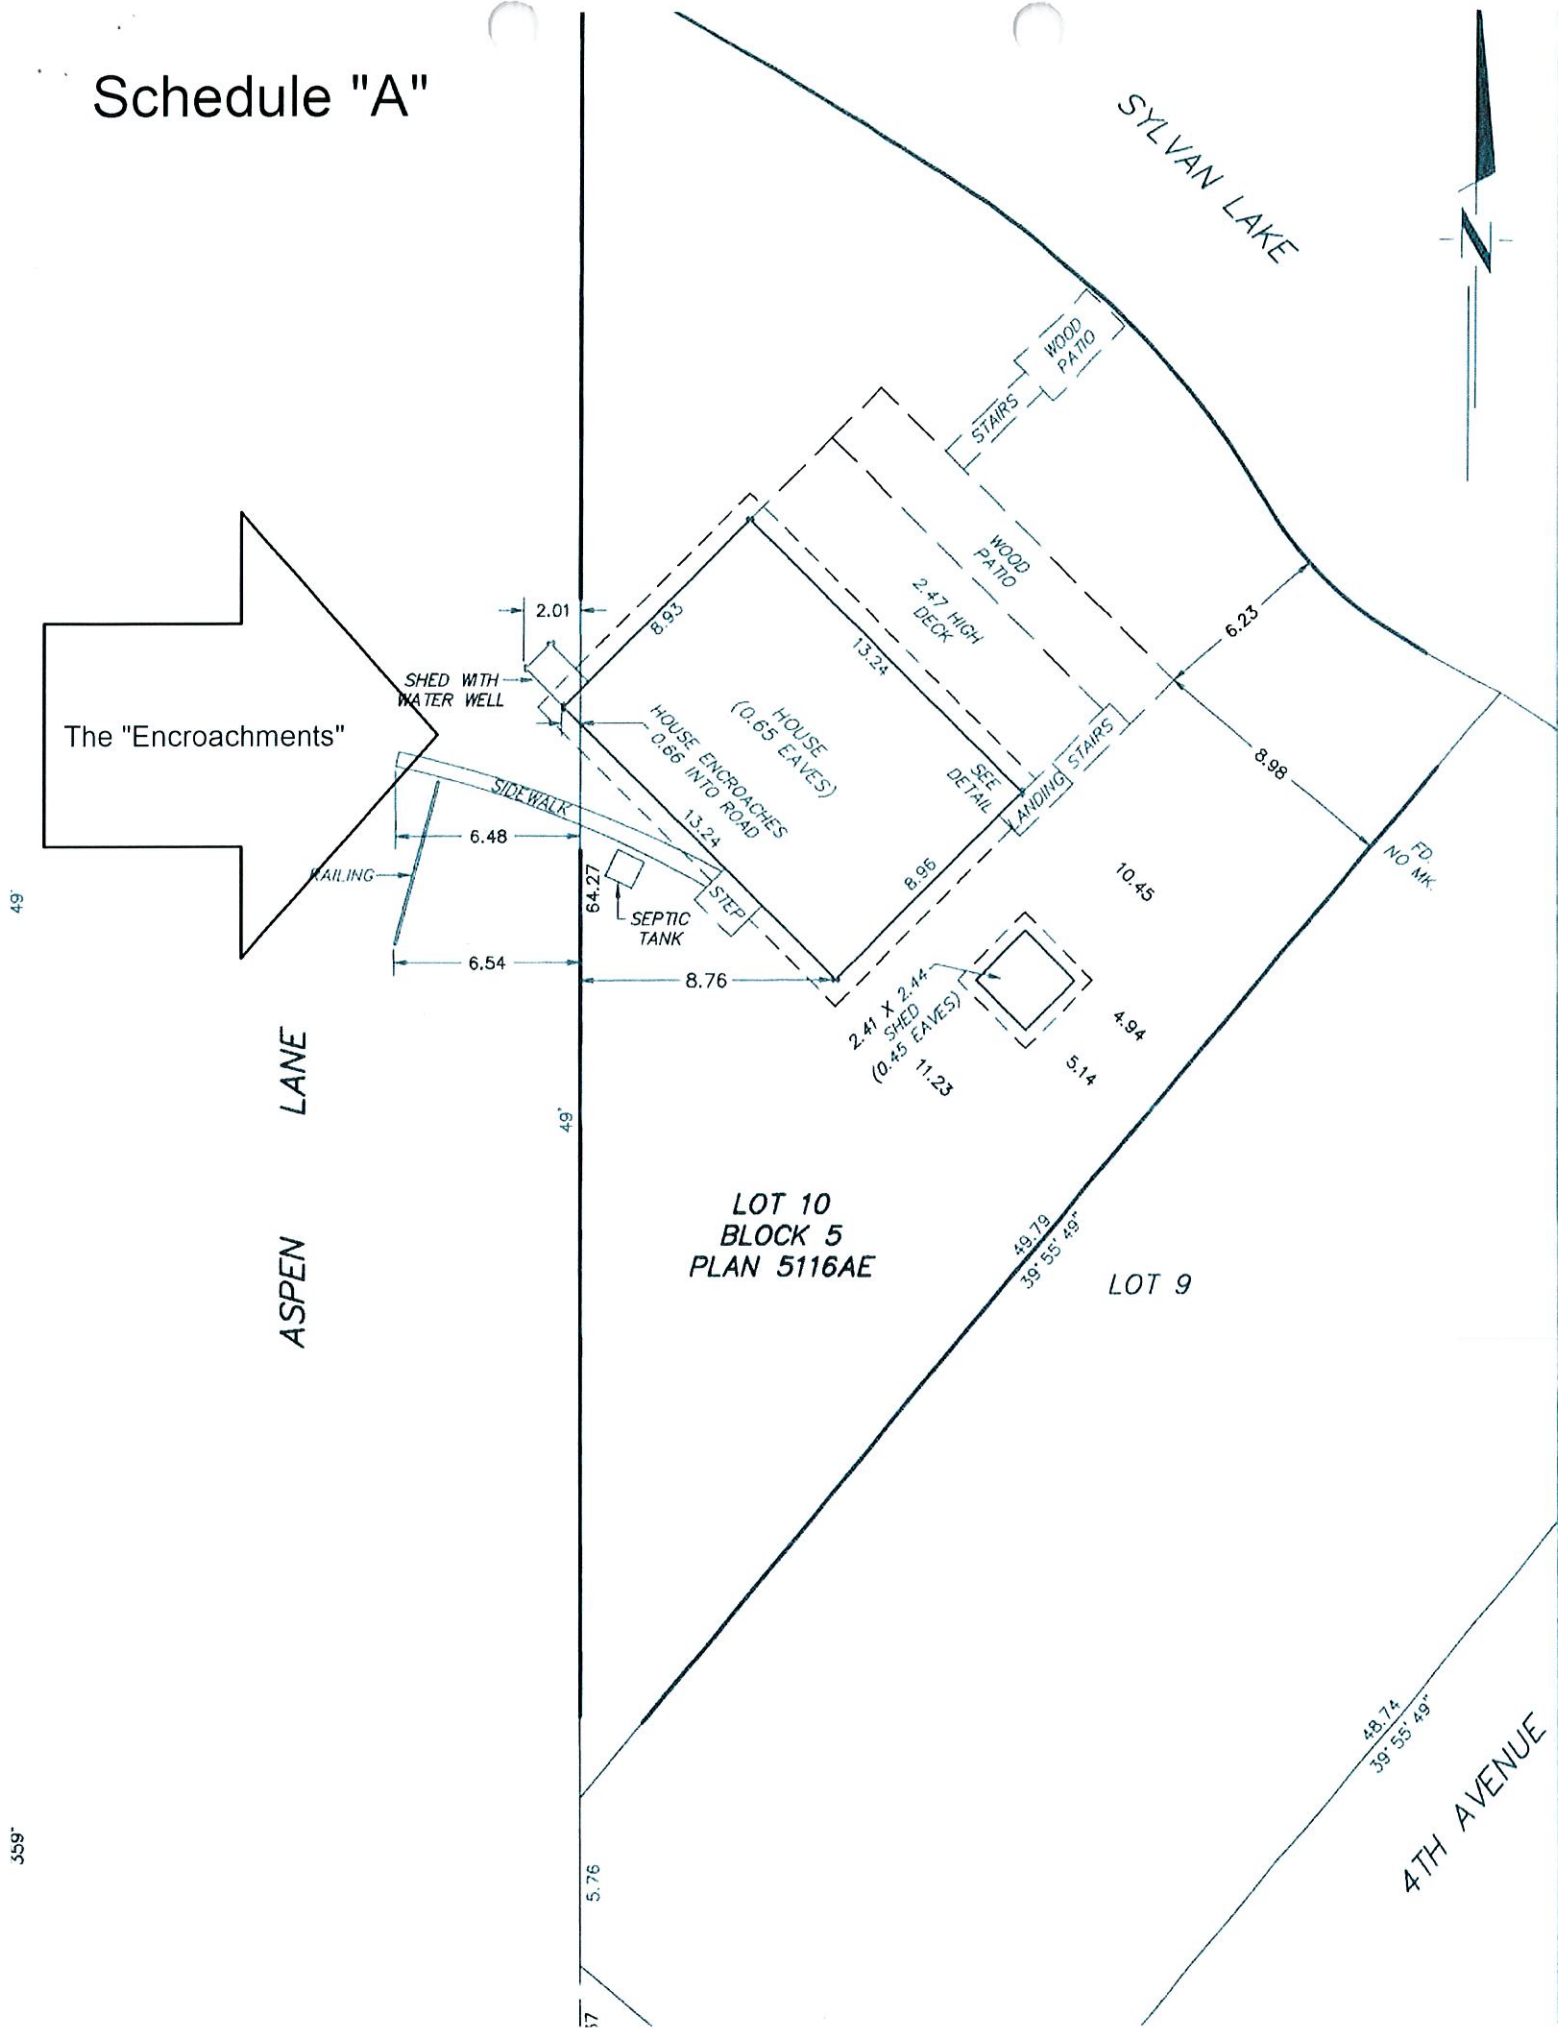 Schedule "A"
SYLVAN LAKE
N
WOOD
PATIO
STAIRS
WOOD
PATIO
2.47 HIGH
DECK
2.01
8.93
13.24
6.23
SHED WITH
WATER WELL
HOUSE
(0.65 EAVES)
HOUSE ENCROACHES
0.66 INTO ROAD
SEE
DETAIL
LANDING
STAIRS
8.98
The "Encroachments"
SIDEWALK
13.24
6.48
RAILING
64.27
SEPTIC
TANK
STEP
8.96
FD.
NO MK.
10.45
49'
6.54
8.76
2.41 X 2.44
SHED
(0.45 EAVES)
11.23
4.94
5.14
49'
ASPEN LANE
LOT 10
BLOCK 5
PLAN 5116AE
49.79
39° 55' 49"
LOT 9
48.74
39° 55' 49"
4TH AVENUE
359°
5.76